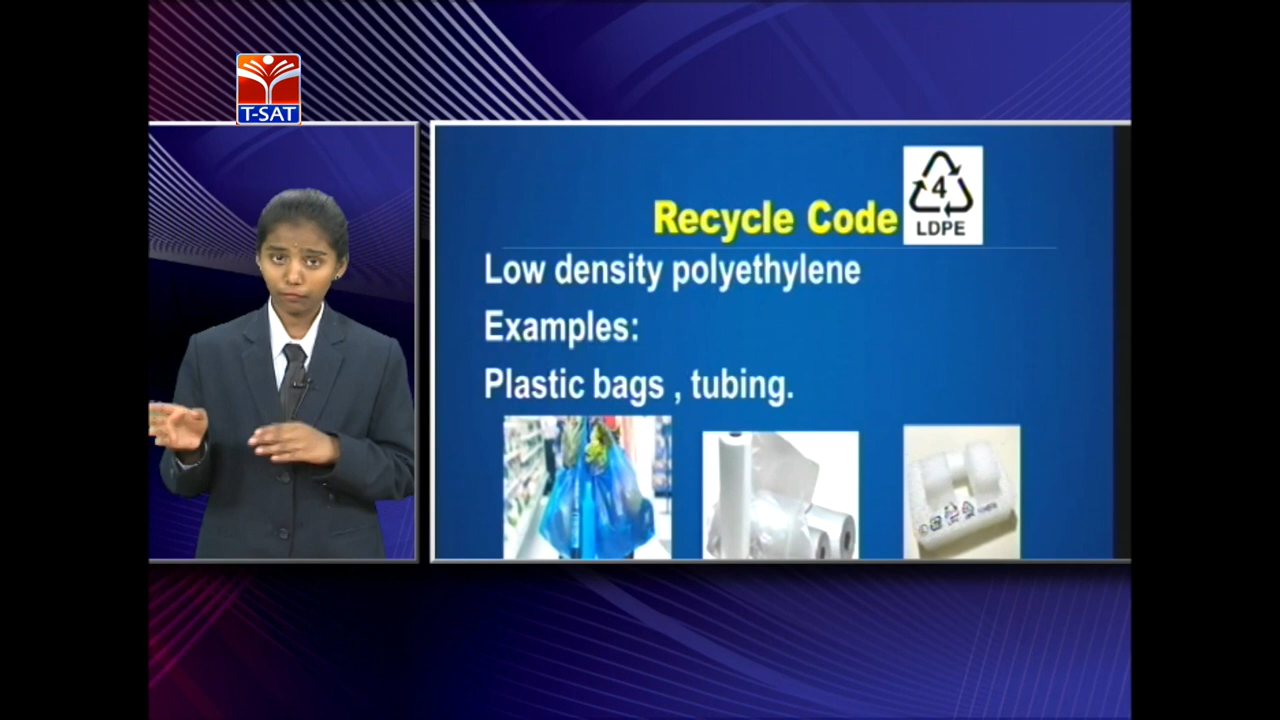 T-SAT
Recycle Code
4
LDPE
Low density polyethylene
Examples:
Plastic bags , tubing.